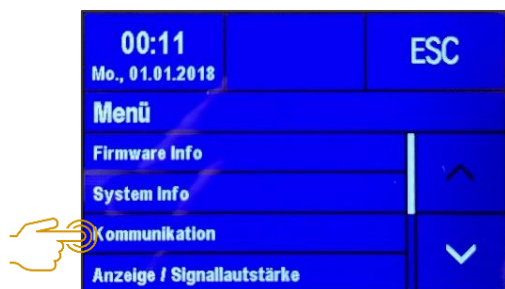 00:11
Mo., 01.01.2018
ESC
Menü
Firmware Info
System Info
Kommunikation
Anzeige / Signallautstärke